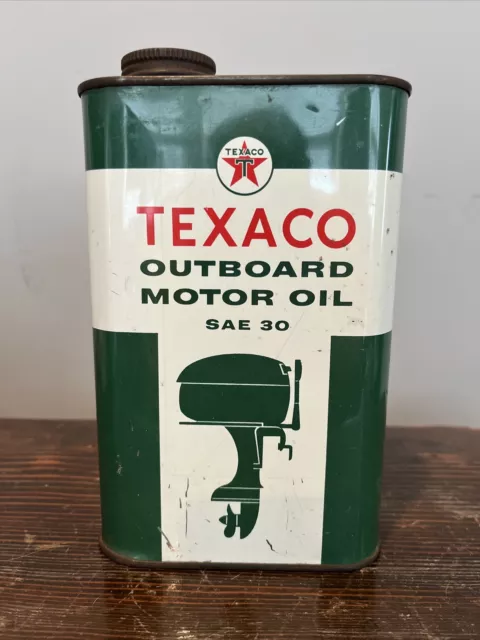 TEXACO
T
TEXACO
OUTBOARD
MOTOR OIL
SAE 30